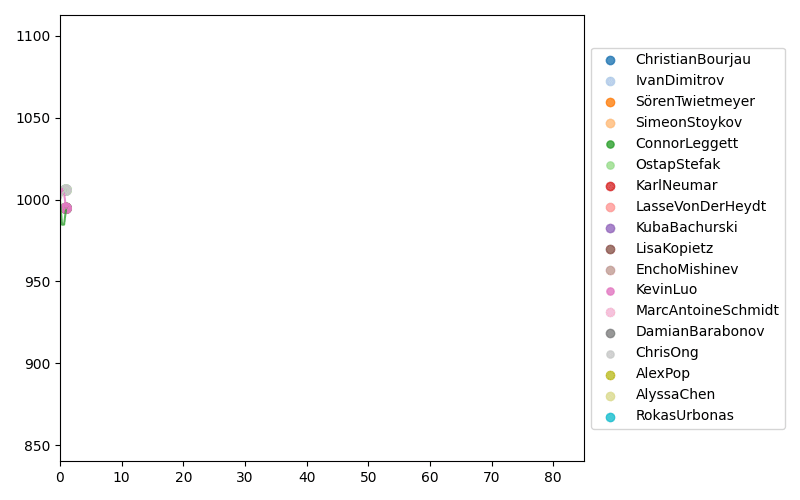 1100
1050
1000
950
900
850
0 10 20 30 40 50 60 70 80
ChristianBourjau
IvanDimitrov
SörenTwietmeyer
SimeonStoykov
ConnorLeggett
OstapStefak
KarlNeumar
LasseVonDerHeydt
KubaBachurski
LisaKopietz
EnchoMishinev
KevinLuo
MarcAntoineSchmidt
DamianBarabonov
ChrisOng
AlexPop
AlyssaChen
RokasUrbonas